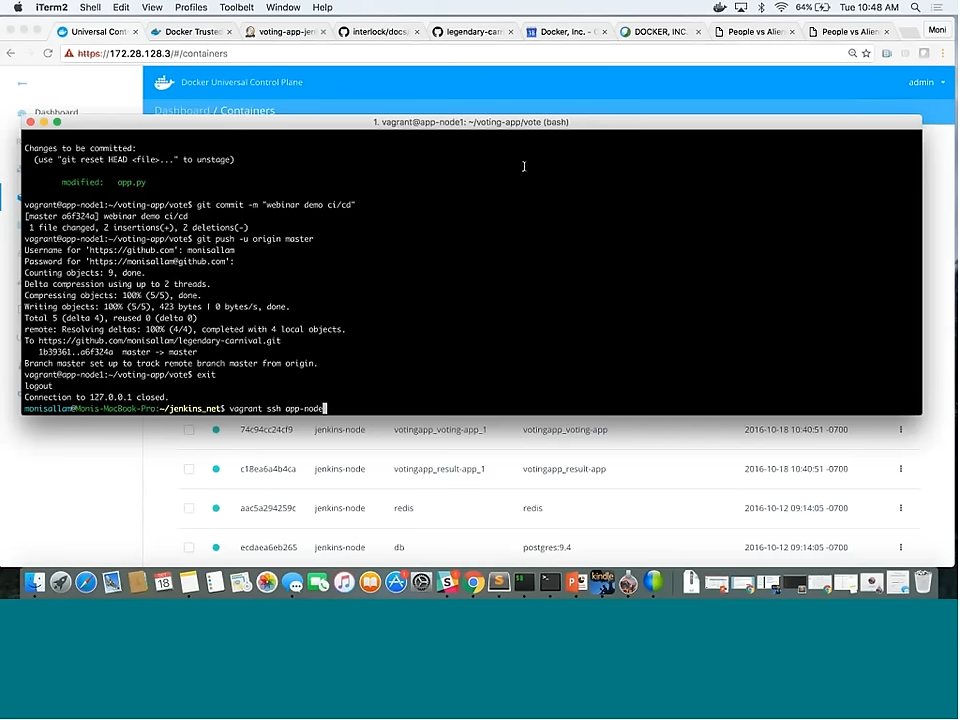 iTerm2 Shell Edit View Profiles Toolbelt Window Help 64% Tue 10:48 AM
Universal Cont Docker Trusted voting-app-jen interlock/docs legendary-carn Docker, Inc. - C DOCKER, INC. People vs Alien People vs Alien Moni
https://172.28.128.3/#/containers
Docker Universal Control Plane admin
Dashboard Dashboard / Containers
1. vagrant@app-node1: ~/voting-app/vote (bash)
Changes to be committed:
(use "git reset HEAD <file>..." to unstage)
modified: app.py
vagrant@app-node1:~/voting-app/vote$ git commit -m "webinar demo ci/cd"
[master a6f324a] webinar demo ci/cd
1 file changed, 2 insertions(+), 2 deletions(-)
vagrant@app-node1:~/voting-app/vote$ git push -u origin master
Username for 'https://github.com': monisallam
Password for 'https://monisallam@github.com':
Counting objects: 9, done.
Delta compression using up to 2 threads.
Compressing objects: 100% (5/5), done.
Writing objects: 100% (5/5), 423 bytes | 0 bytes/s, done.
Total 5 (delta 4), reused 0 (delta 0)
remote: Resolving deltas: 100% (4/4), completed with 4 local objects.
To https://github.com/monisallam/legendary-carnival.git
1b39361..a6f324a master -> master
Branch master set up to track remote branch master from origin.
vagrant@app-node1:~/voting-app/vote$ exit
logout
Connection to 127.0.0.1 closed.
monisallam@Monis-MacBook-Pro:~/jenkins_net$ vagrant ssh app-node
74c94cc24cf9 jenkins-node votingapp_voting-app_1 votingapp_voting-app 2016-10-18 10:40:51 -0700
c18ea6a4b4ca jenkins-node votingapp_result-app_1 votingapp_result-app 2016-10-18 10:40:51 -0700
aac5a294259c jenkins-node redis redis 2016-10-12 09:14:05 -0700
ecdaea6eb265 jenkins-node db postgres:9.4 2016-10-12 09:14:05 -0700
18
kindle